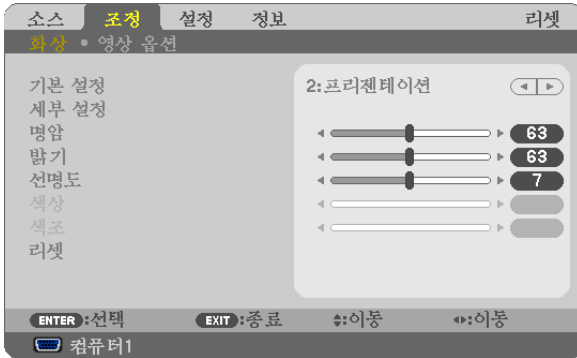 소스 조정 설정 정보 리셋
화상 • 영상 옵션
기본 설정 2:프리젠테이션
세부 설정
명암 63
밝기 63
선명도 7
색상
색조
리셋
ENTER:선택 EXIT:종료 :이동 :이동
컴퓨터1